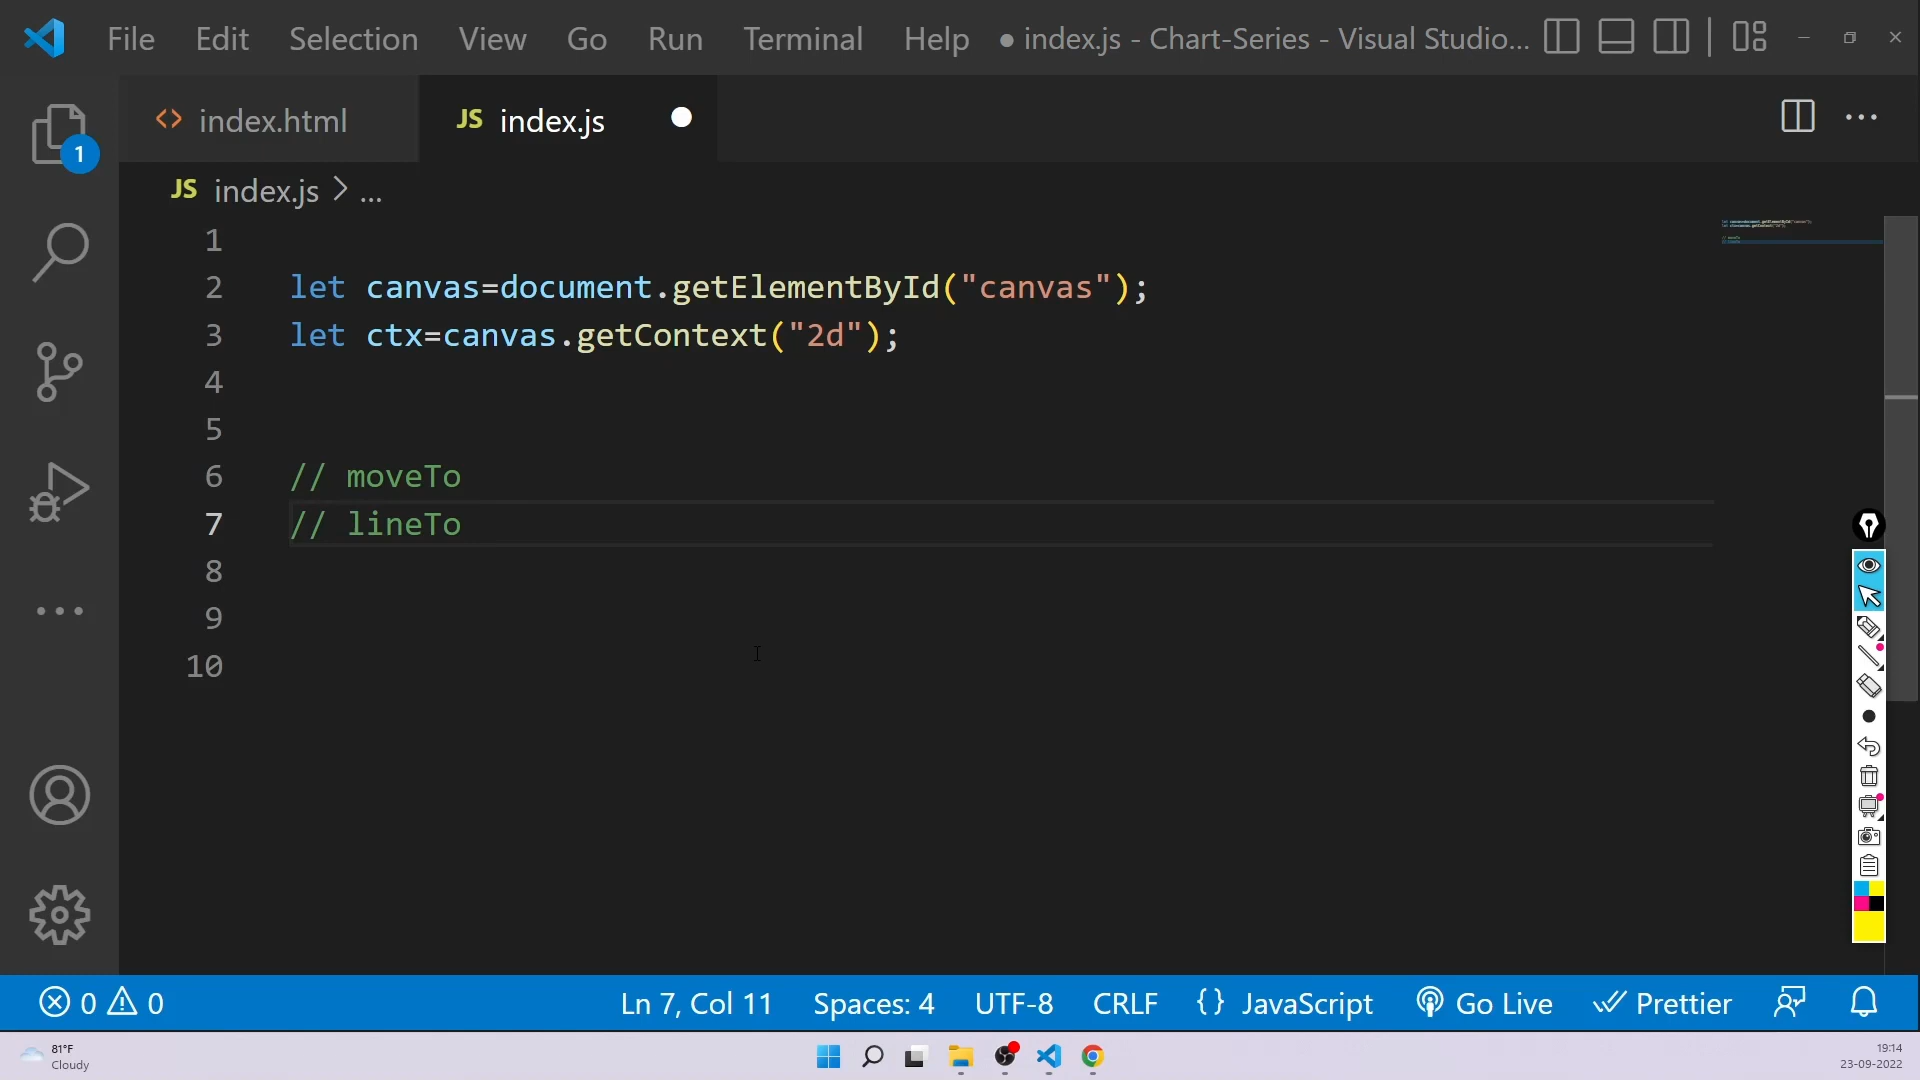 File Edit Selection View Go Run Terminal Help ● index.js - Chart-Series - Visual Studio...
1
<> index.html
JS index.js
JS index.js > ...
1
2 let canvas=document.getElementById("canvas");
3 let ctx=canvas.getContext("2d");
4
5
6 // moveTo
7 // lineTo
8
9
10
0 0 Ln 7, Col 11 Spaces: 4 UTF-8 CRLF {} JavaScript Go Live Prettier
81°F
Cloudy
19:14
23-09-2022